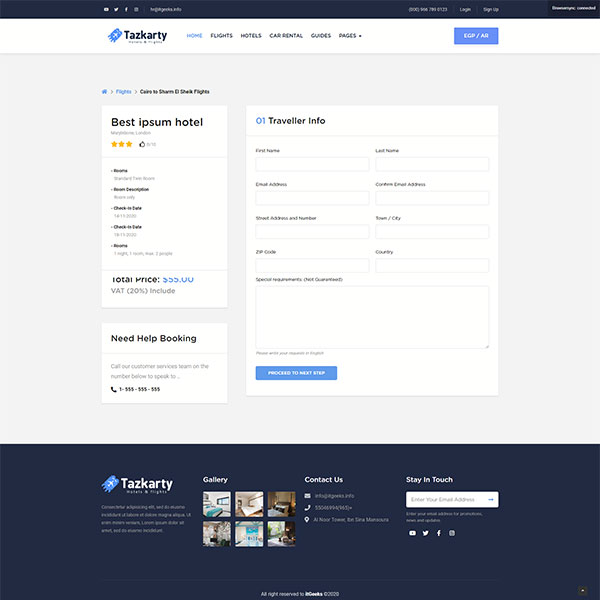 hr@itgeeks.info
(000) 966 780 0123
Login
Sign Up
Browsersync: connected
Tazkarty
Hotels & Flights
HOME
FLIGHTS
HOTELS
CAR RENTAL
GUIDES
PAGES
EGP / AR
Flights
Cairo to Sharm El Sheik Flights
Best ipsum hotel
Marylebone, London
8/10
- Rooms
Standard Twin Room
- Room Description
Room only
- Check-In Date
14-11-2020
- Check-In Date
19-11-2020
- Rooms
1 night, 1 room, max. 2 people
Total Price: $55.00
VAT (20%) Include
Need Help Booking
Call our customer services team on the
number below to speak to ...
1- 555 - 555 - 555
01 Traveller Info
First Name
Last Name
Email Address
Confirm Email Address
Street Address and Number
Town / City
ZIP Code
Country
Special requirements: (Not Guaranteed)
Please write your requests in English
PROCEED TO NEXT STEP
Tazkarty
Hotels & Flights
Consectetur adipisicing elit, sed do eiusmo
incididunt ut labore et dolore magna aliqua. Ut
enim minim veniam, Lorem ipsum dolor sit
amet, sed do eiusmo incididunt.
Gallery
Contact Us
info@itgeeks.info
55046894(965)+
Al Noor Tower, Ibn Sina Mansoura
Stay In Touch
Enter Your Email Address
Enter your email address for promotions,
news and updates.
All right reserved to itGeeks ©2020